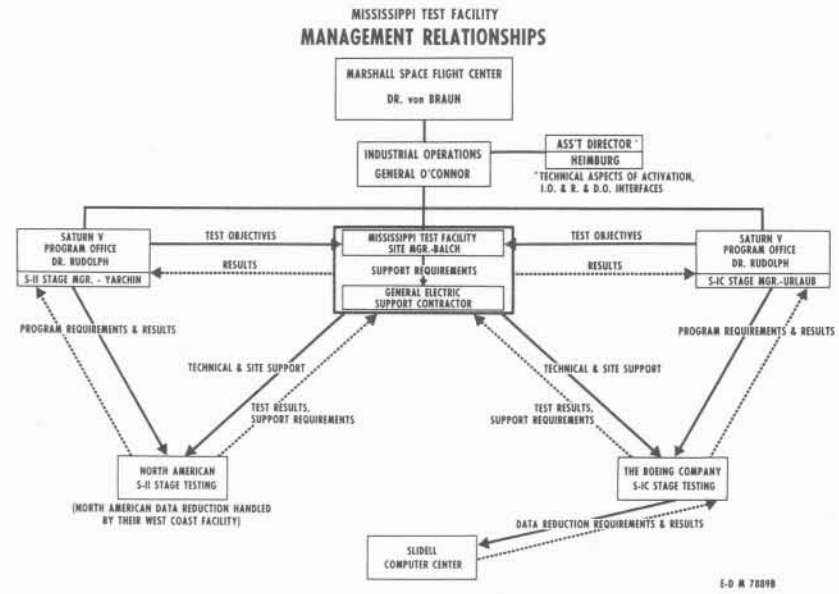 MISSISSIPPI TEST FACILITY
MANAGEMENT RELATIONSHIPS
MARSHALL SPACE FLIGHT CENTER
DR. von BRAUN
INDUSTRIAL OPERATIONS
GENERAL O'CONNOR
ASS'T DIRECTOR *
HEIMBURG
*TECHNICAL ASPECTS OF ACTIVATION,
I.O. & R. & D.O. INTERFACES
SATURN V
PROGRAM OFFICE
DR. RUDOLPH
S-II STAGE MGR. - YARCHIN
TEST OBJECTIVES
RESULTS
MISSISSIPPI TEST FACILITY
SITE MGR.-BALCH
SUPPORT REQUIREMENTS
GENERAL ELECTRIC
SUPPORT CONTRACTOR
TEST OBJECTIVES
RESULTS
SATURN V
PROGRAM OFFICE
DR. RUDOLPH
S-IC STAGE MGR.-URLAUB
PROGRAM REQUIREMENTS & RESULTS
PROGRAM REQUIREMENTS & RESULTS
TECHNICAL & SITE SUPPORT
TECHNICAL & SITE SUPPORT
TEST RESULTS,
SUPPORT REQUIREMENTS
TEST RESULTS,
SUPPORT REQUIREMENTS
NORTH AMERICAN
S-II STAGE TESTING
(NORTH AMERICAN DATA REDUCTION HANDLED
BY THEIR WEST COAST FACILITY)
THE BOEING COMPANY
S-IC STAGE TESTING
DATA REDUCTION REQUIREMENTS & RESULTS
SLIDELL
COMPUTER CENTER
E-D M 7889B